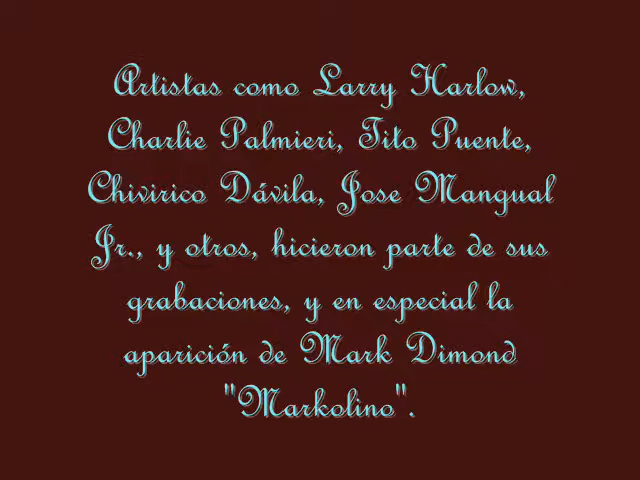 Artistas como Larry Harlow,
Charlie Palmieri, Tito Puente,
Chivirico Dávila, Jose Mangual
Jr., y otros, hicieron parte de sus
grabaciones, y en especial la
aparición de Mark Dimond
"Markolino".